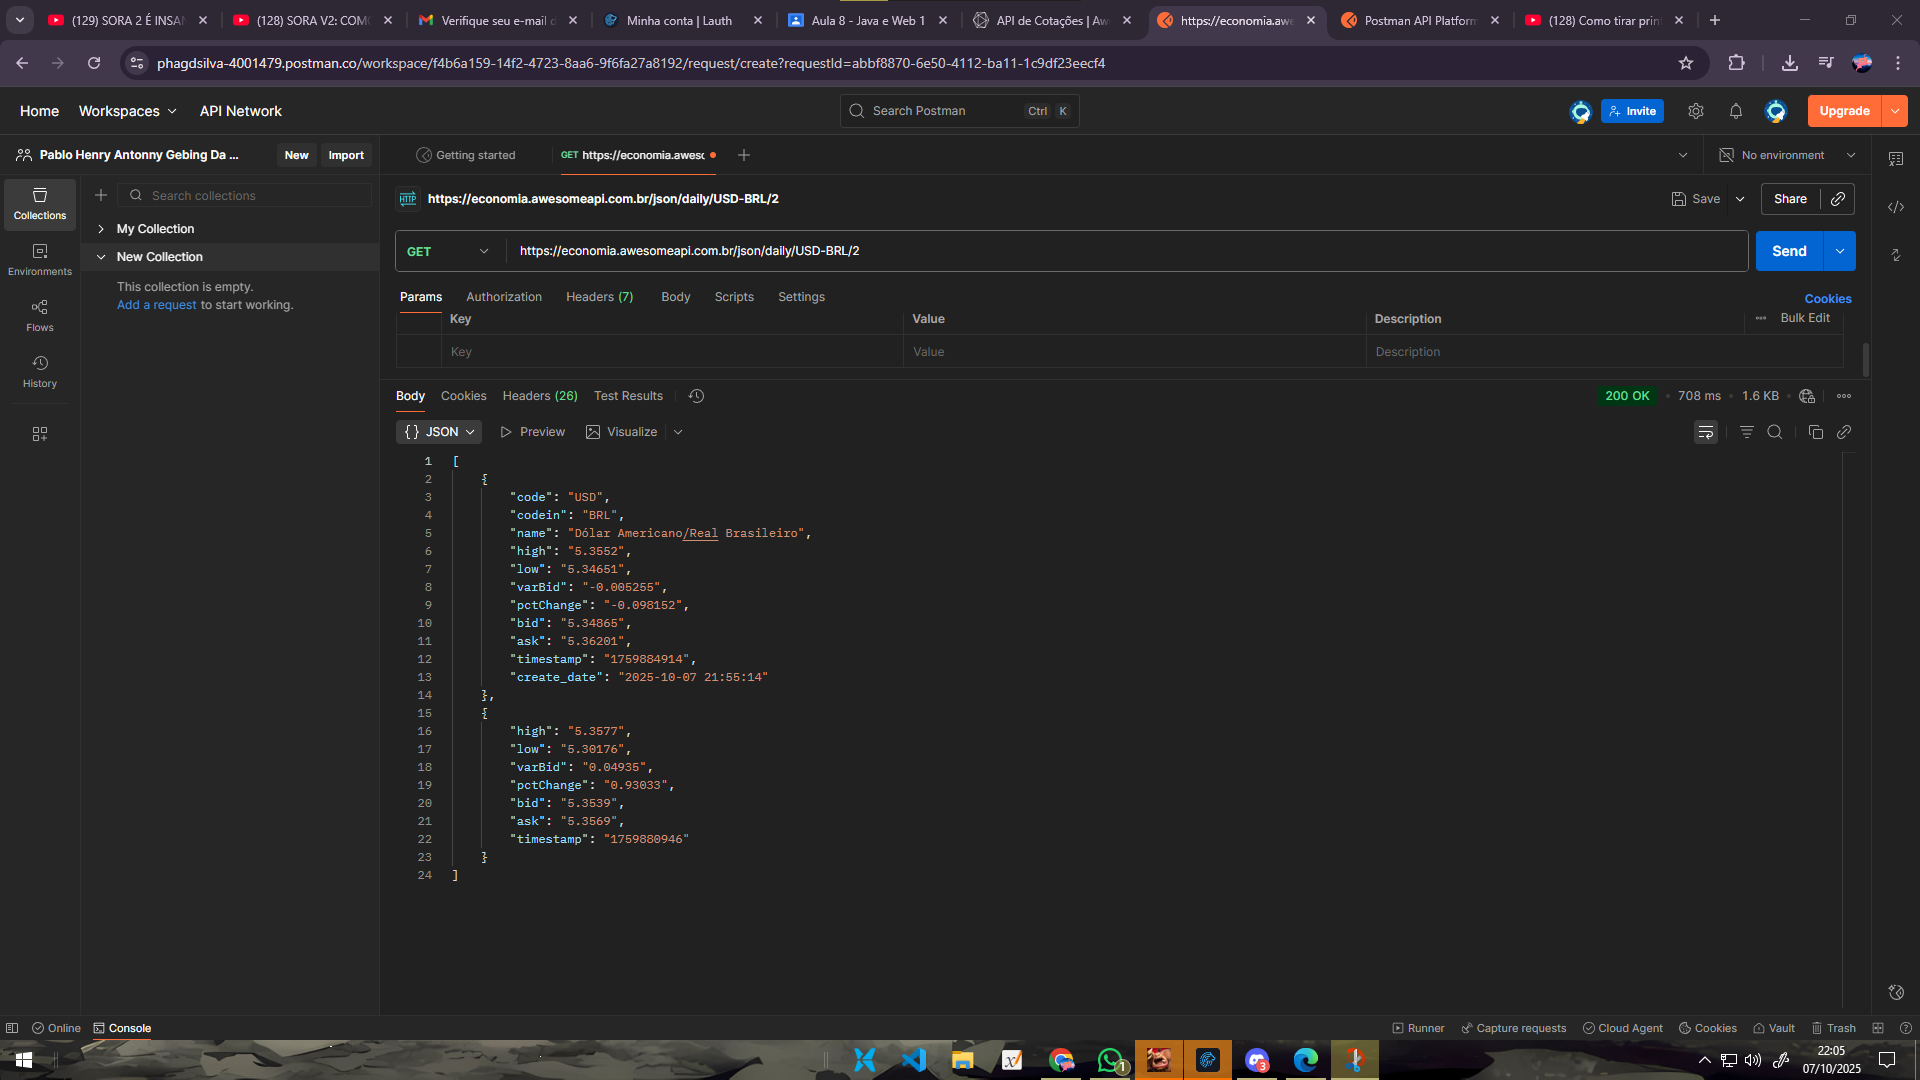 (129) SORA 2 É INSAN
(128) SORA V2: COMO
Verifique seu e-mail d
Minha conta | Lauth
Aula 8 - Java e Web 1
API de Cotações | Aw
https://economia.awe
Postman API Platform
(128) Como tirar prin
phagdsilva-4001479.postman.co/workspace/f4b6a159-14f2-4723-8aa6-9f6fa27a8192/request/create?requestId=abbf8870-6e50-4112-ba11-1c9df23eecf4
Home
Workspaces
API Network
Search Postman
Ctrl
K
Invite
Upgrade
Pablo Henry Antonny Gebing Da ...
New
Import
Getting started
GET https://economia.awesc
No environment
Collections
Search collections
My Collection
New Collection
This collection is empty.
Add a request to start working.
Environments
Flows
History
HTTP
https://economia.awesomeapi.com.br/json/daily/USD-BRL/2
Save
Share
GET
https://economia.awesomeapi.com.br/json/daily/USD-BRL/2
Send
Params
Authorization
Headers (7)
Body
Scripts
Settings
Cookies
Key
Value
Description
Bulk Edit
Key
Value
Description
Body
Cookies
Headers (26)
Test Results
200 OK
708 ms
1.6 KB
{} JSON
Preview
Visualize
1 [
2 {
3 "code": "USD",
4 "codein": "BRL",
5 "name": "Dólar Americano/Real Brasileiro",
6 "high": "5.3552",
7 "low": "5.34651",
8 "varBid": "-0.005255",
9 "pctChange": "-0.098152",
10 "bid": "5.34865",
11 "ask": "5.36201",
12 "timestamp": "1759884914",
13 "create_date": "2025-10-07 21:55:14"
14 },
15 {
16 "high": "5.3577",
17 "low": "5.30176",
18 "varBid": "0.04935",
19 "pctChange": "0.93033",
20 "bid": "5.3539",
21 "ask": "5.3569",
22 "timestamp": "1759880946"
23 }
24 ]
Online
Console
Runner
Capture requests
Cloud Agent
Cookies
Vault
Trash
1
3
22:05
07/10/2025